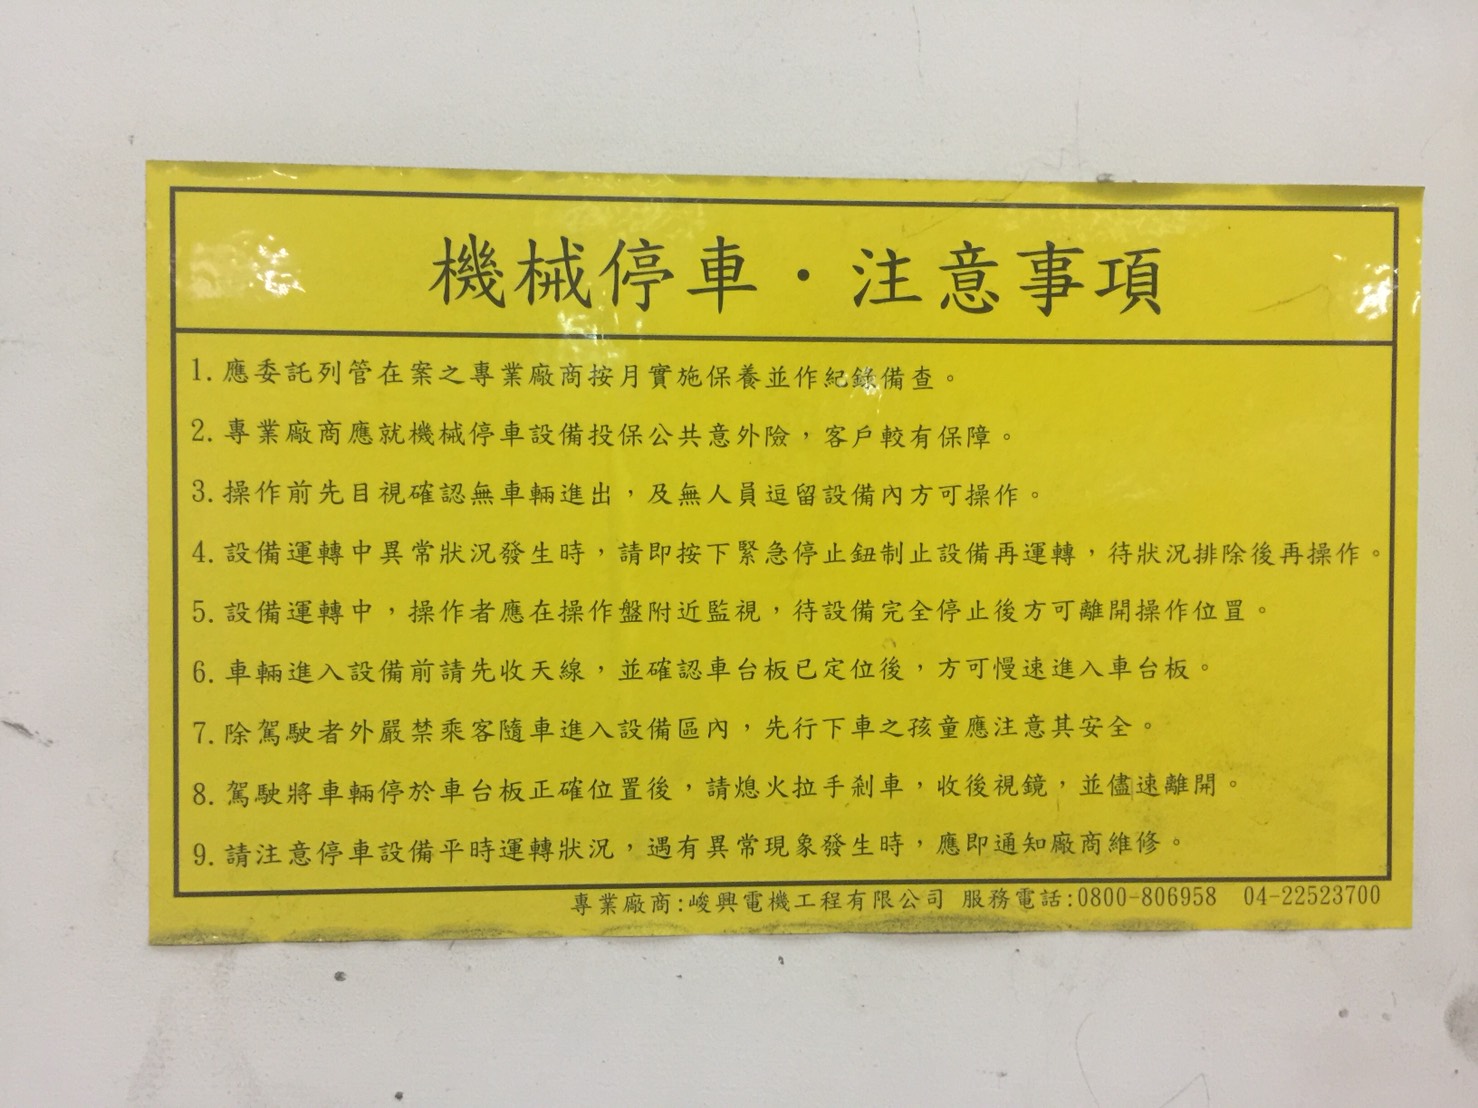 機械停車・注意事項
1. 應委託列管在案之專業廠商按月實施保養並作紀錄備查。
2. 專業廠商應就機械停車設備投保公共意外險，客戶較有保障。
3. 操作前先目視確認無車輛進出，及無人員逗留設備內方可操作。
4. 設備運轉中異常狀況發生時，請即按下緊急停止鈕制止設備再運轉，待狀況排除後再操作。
5. 設備運轉中，操作者應在操作盤附近監視，待設備完全停止後方可離開操作位置。
6. 車輛進入設備前請先收天線，並確認車台板已定位後，方可慢速進入車台板。
7. 除駕駛者外嚴禁乘客隨車進入設備區內，先行下車之孩童應注意其安全。
8. 駕駛將車輛停於車台板正確位置後，請熄火拉手剎車，收後視鏡，並儘速離開。
9. 請注意停車設備平時運轉狀況，遇有異常現象發生時，應即通知廠商維修。
專業廠商:峻興電機工程有限公司 服務電話:0800-806958 04-22523700